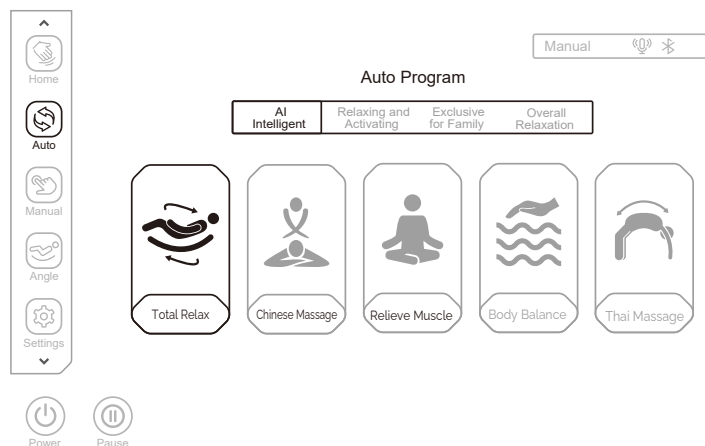 Home
Auto
Manual
Angle
Settings
Manual
Auto Program
AI
Intelligent
Relaxing and
Activating
Exclusive
for Family
Overall
Relaxation
Total Relax
Chinese Massage
Relieve Muscle
Body Balance
Thai Massage
Power
Pause